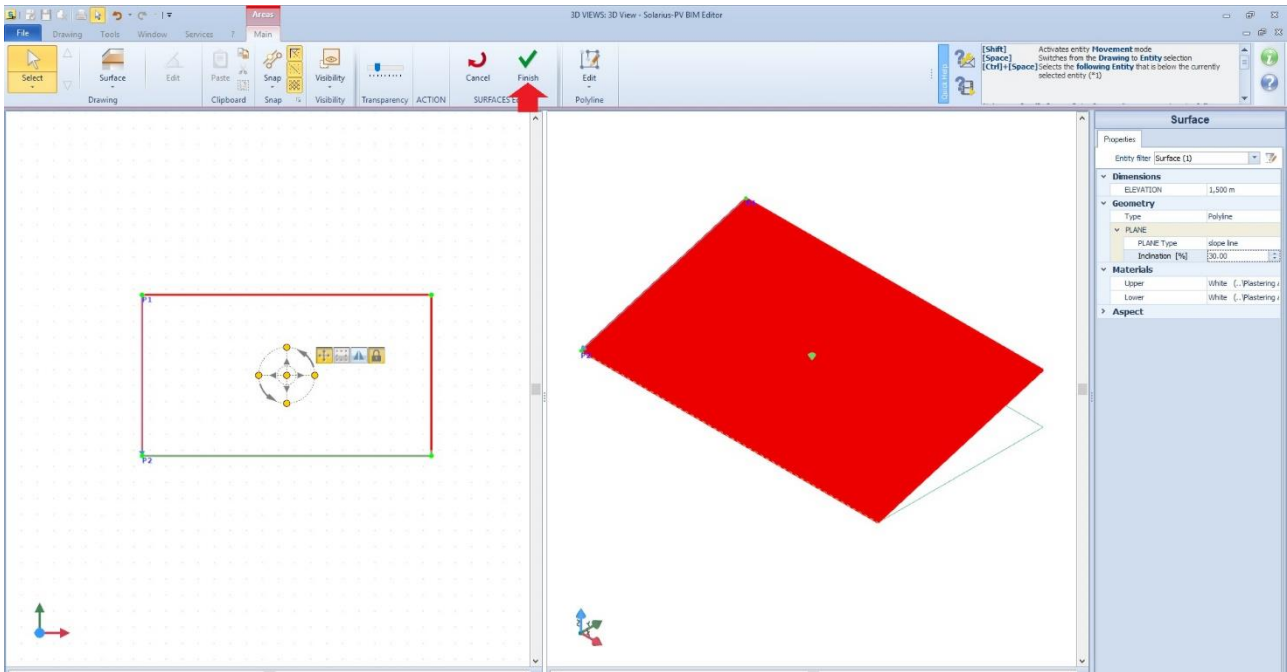 Areas
3D VIEWS: 3D View - Solarius-PV BIM Editor
File Drawing Tools Window Services ? Main
Select
Surface
Edit
Paste
Snap
Visibility
Cancel
Finish
Edit
Drawing
Clipboard
Snap
Visibility
Transparency
ACTION
Polyline
Quick Help
[Shift] Activates entity Movement mode
[Space] Switches from the Drawing to Entity selection
[Ctrl]+[Space] Selects the following Entity that is below the currently
selected entity (*1)
Surface
Properties
Entity filter Surface (1)
Dimensions
ELEVATION 1,500 m
Geometry
Type Polyline
PLANE
PLANE Type slope line
Inclination [%] 30.00
Materials
Upper White (...\Plastering
Lower White (...\Plastering
Aspect
P1
P2